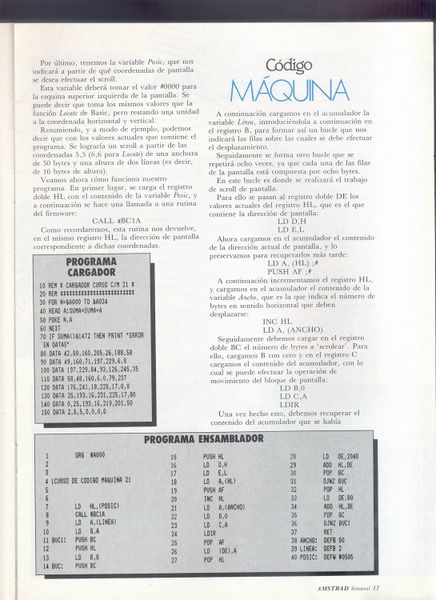 Por último, tenemos la variable Posic, que nos
indicará a partir de qué coordenadas de pantalla
se desea efectuar el scroll.
Esta variable deberá tomar el valor #0000 para
la esquina superior izquierda de la pantalla. Se
puede decir que toma los mismos valores que la
función Locate de Basic, pero restando una unidad
a la coordenada horizontal y vertical.
Resumiendo, y a modo de ejemplo, podemos
decir que con los valores actuales que contiene el
programa. Se lograría un scroll a partir de las
coordenadas 5,5 (6,6 para Locate) de una anchura
de 50 bytes y una altura de dos líneas (es decir,
de 16 bytes de altura).
Veamos ahora cómo funciona nuestro
programa. En primer lugar, se carga el registro
doble HL con el contenido de la variable Posic, y
a continuación se hace una llamada a una rutina
del firmware:
CALL #BC1A
Como recordaremos, esta rutina nos devuelve,
en el mismo registro HL, la dirección de pantalla
correspondiente a dichas coordenadas.
PROGRAMA
CARGADOR
10 REM # CARGADOR CURSO C/M 21 #
20 REM
30 FOR N=&A000 TO &A034
40 READ A:SUMA=SUMA+A
50 POKE N,A
60 NEXT
70 IF SUMA<>&1472 THEN PRINT "ERROR
EN DATAS"
80 DATA 42,50,160,205,26,188,58
90 DATA 49,160,71,197,229,6,8
100 DATA 197,229,84,93,126,245,35
110 DATA 58,48,160,6,0,79,237
120 DATA 176,241,18,225,17,0,8
130 DATA 25,193,16,231,225,17,80
140 DATA 0,25,193,16,219,201,50
150 DATA 2,5,5,0,0,0,0
Código
MÁQUINA
A continuación cargamos en el acumulador la
variable Línea, introduciéndola a continuación en
el registro B, para formar así un bucle que nos
indicará las filas sobre las cuales se debe efectuar
el desplazamiento.
Seguidamente se forma otro bucle que se
repetirá ocho veces, ya que cada una de las filas
de la pantalla está compuesta por ocho bytes.
En este bucle es donde se realizará el trabajo
de scroll de pantalla.
Para ello se pasan al registro doble DE los
valores actuales del registro HL, que es el que
contiene la dirección de pantalla:
LD D,H
LD E,L
Ahora cargamos en el acumulador el contenido
de la dirección actual de pantalla, y lo
preservamos para recuperarlos más tarde:
LD A, (HL) ;#
PUSH AF ;#
A continuación incrementamos el registro HL,
y cargamos en el acumulador el contenido de la
variable Ancho, que es la que indica el número de
bytes en sentido horizontal que deben
desplazarse:
INC HL
LD A, (ANCHO)
Seguidamente debemos cargar en el registro
doble BC el número de bytes a 'scrolear'. Para
ello, cargamos B con cero y en el registro C
cargamos el contenido del acumulador, con lo
cual se puede efectuar la operación de
movimiento del bloque de pantalla:
LD B,0
LD C,A
LDIR
Una vez hecho esto, debemos recuperar el
contenido del acumulador que se había
PROGRAMA ENSAMBLADOR
1 ORG #A000
2
3
4 ;CURSO DE CODIGO MAQUINA 21
5
6
7 LD HL,(POSIC)
8 CALL #BC1A
9 LD A,(LINEA)
10 LD B,A
11 BUC1: PUSH BC
12 PUSH HL
13 LD B,8
14 BUC: PUSH BC
15 PUSH HL
16 LD D,H
17 LD E,L
18 LD A,(HL)
19 PUSH AF
20 INC HL
21 LD A,(ANCHO)
22 LD B,0
23 LD C,A
24 LDIR
25 POP AF
26 LD (DE),A
27 POP HL
28 LD DE,2048
29 ADD HL,DE
30 POP BC
31 DJNZ BUC
32 POP HL
33 LD DE,80
34 ADD HL,DE
35 POP BC
36 DJNZ BUC1
37 RET
38 ANCHO: DEFB 50
39 LINEA: DEFB 2
40 POSIC: DEFW #0505
AMSTRAD Semanal 17